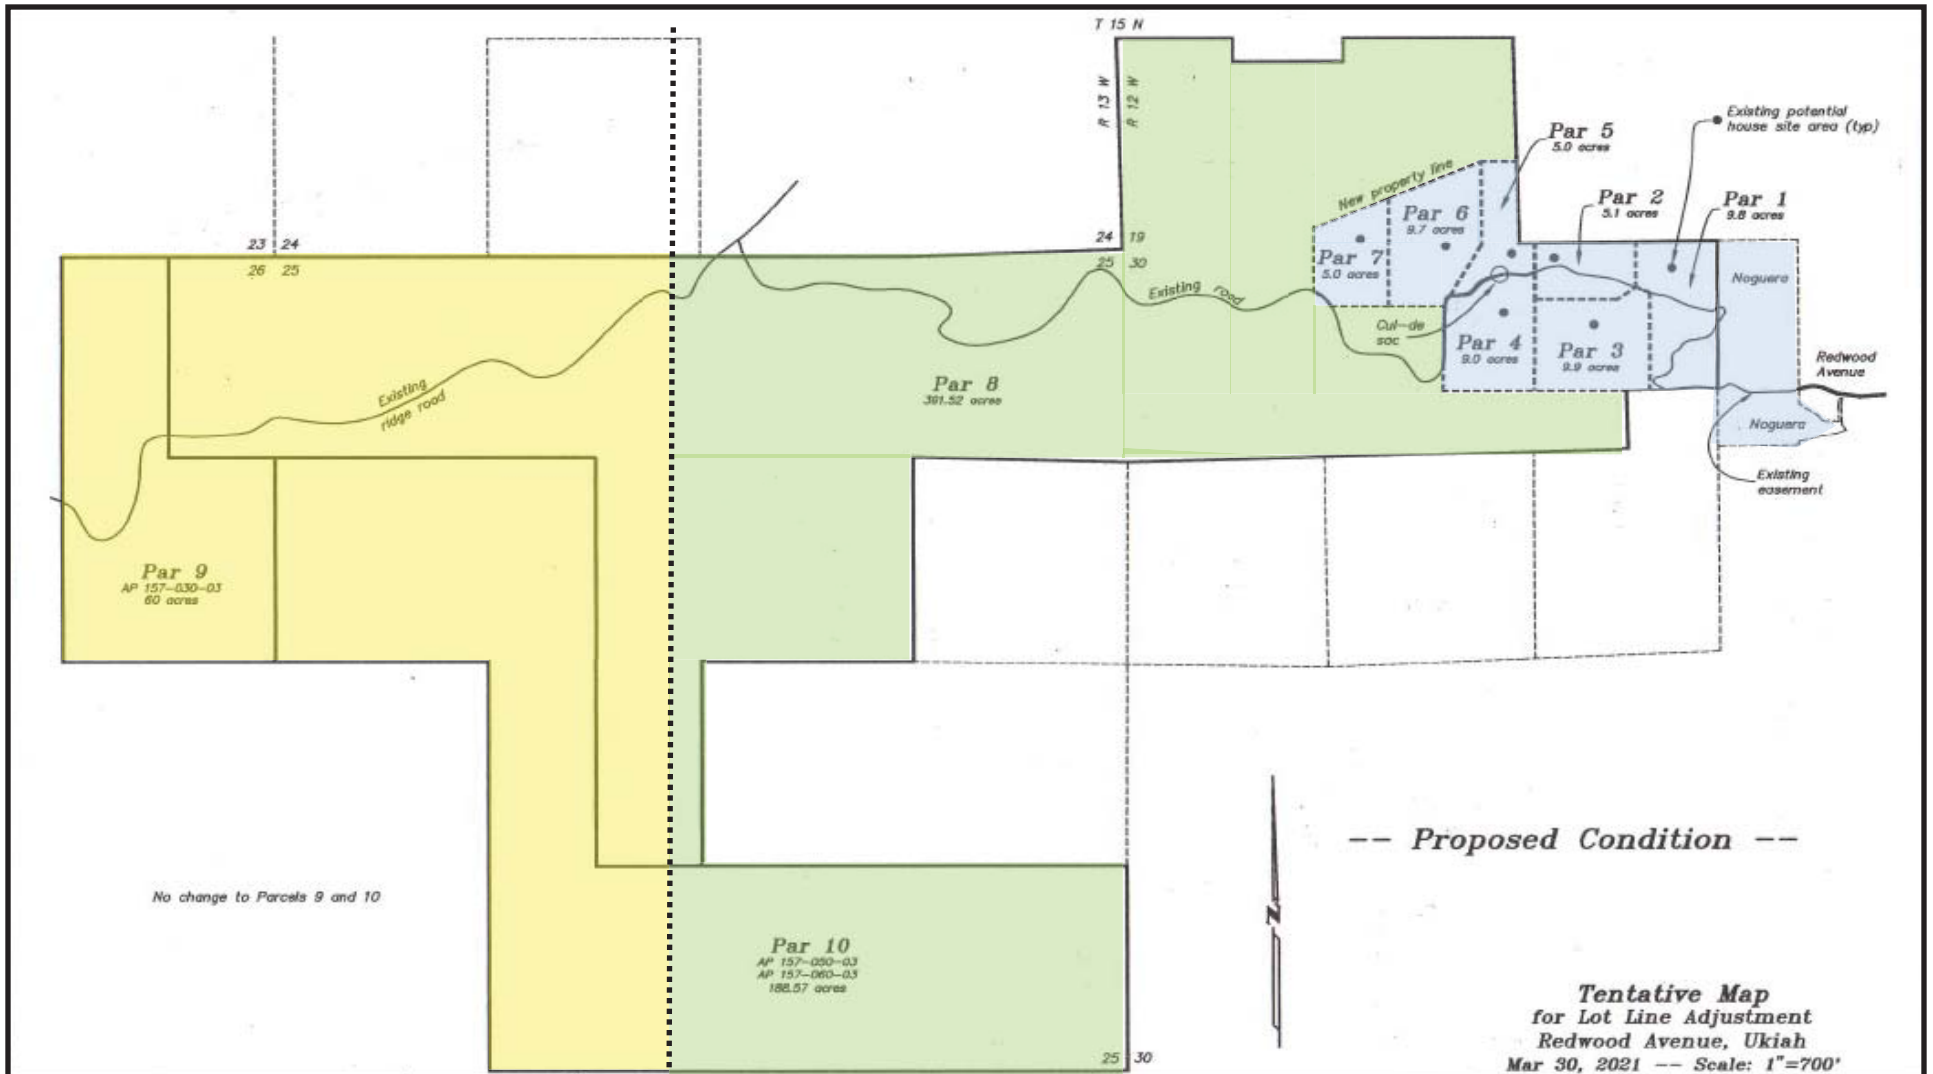 T 15 N
R 13 W
R 12 W
Existing potential
house site area (typ)
Par 5
5.0 acres
New property line
Par 2
5.1 acres
Par 1
9.8 acres
Par 6
9.7 acres
23 24
26 25
24 19
25 30
Par 7
5.0 acres
Noguera
Existing road
Cul-de
sac
Par 4
9.0 acres
Par 3
9.9 acres
Redwood
Avenue
Existing
ridge road
Par 8
391.52 acres
Noguera
Existing
easement
Par 9
AP 157-030-03
60 acres
-- Proposed Condition --
N
No change to Parcels 9 and 10
Par 10
AP 157-050-03
AP 157-060-03
188.57 acres
25 30
Tentative Map
for Lot Line Adjustment
Redwood Avenue, Ukiah
Mar 30, 2021 -- Scale: 1"=700'